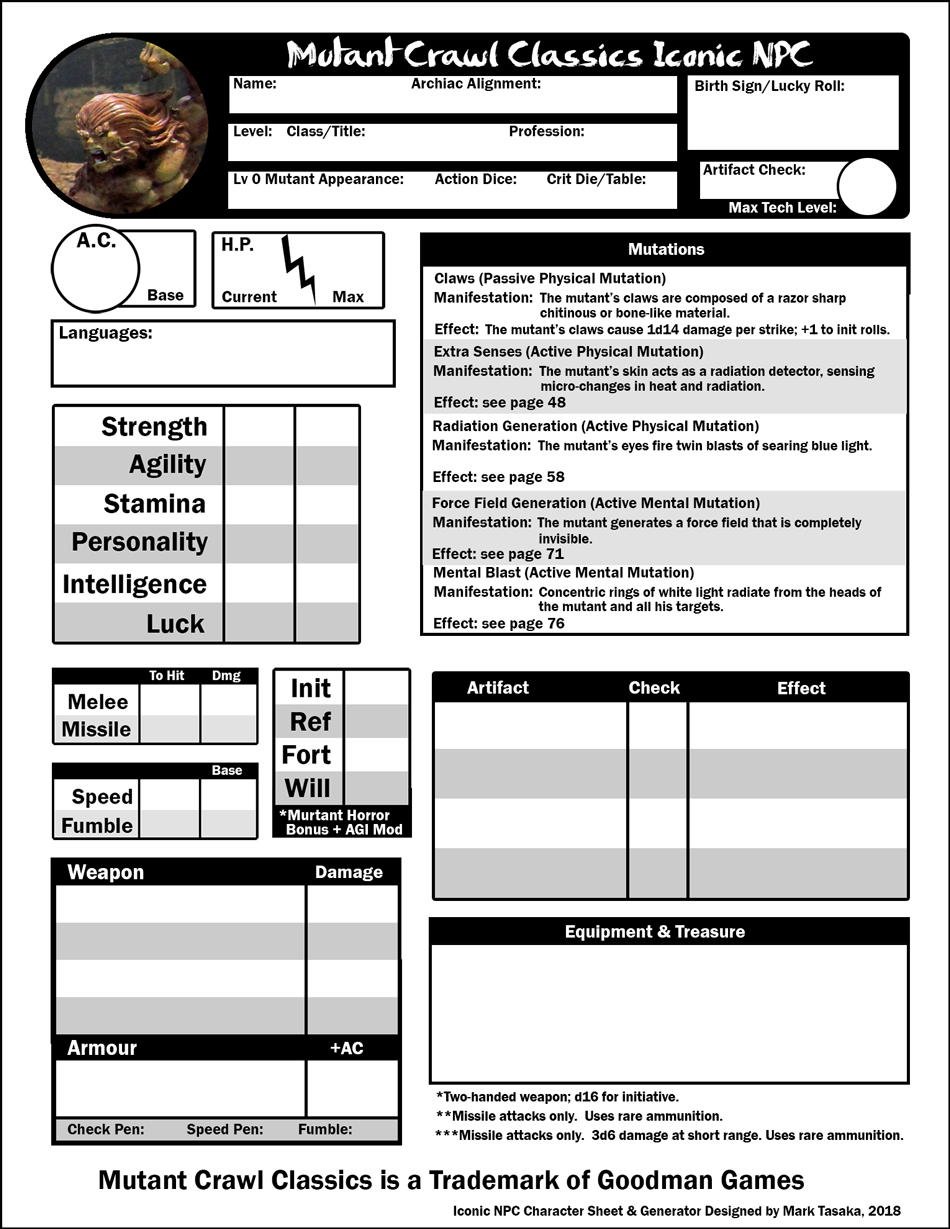 Mutant Crawl Classics Iconic NPC
Name: Archiac Alignment:
Birth Sign/Lucky Roll:
Level: Class/Title: Profession:
Lv 0 Mutant Appearance: Action Dice: Crit Die/Table:
Artifact Check:
Max Tech Level:
A.C.
Base
H.P.
Current Max
Languages:
Strength
Agility
Stamina
Personality
Intelligence
Luck
Mutations
Claws (Passive Physical Mutation)
Manifestation: The mutant's claws are composed of a razor sharp
chitinous or bone-like material.
Effect: The mutant's claws cause 1d14 damage per strike; +1 to init rolls.
Extra Senses (Active Physical Mutation)
Manifestation: The mutant's skin acts as a radiation detector, sensing
micro-changes in heat and radiation.
Effect: see page 48
Radiation Generation (Active Physical Mutation)
Manifestation: The mutant's eyes fire twin blasts of searing blue light.
Effect: see page 58
Force Field Generation (Active Mental Mutation)
Manifestation: The mutant generates a force field that is completely
invisible.
Effect: see page 71
Mental Blast (Active Mental Mutation)
Manifestation: Concentric rings of white light radiate from the heads of
the mutant and all his targets.
Effect: see page 76
To Hit Dmg
Melee
Missile
Base
Speed
Fumble
Init
Ref
Fort
Will
*Murtant Horror
Bonus + AGI Mod
Artifact Check Effect
Weapon Damage
Armour +AC
Check Pen: Speed Pen: Fumble:
Equipment & Treasure
*Two-handed weapon; d16 for initiative.
**Missile attacks only. Uses rare ammunition.
***Missile attacks only. 3d6 damage at short range. Uses rare ammunition.
Mutant Crawl Classics is a Trademark of Goodman Games
Iconic NPC Character Sheet & Generator Designed by Mark Tasaka, 2018